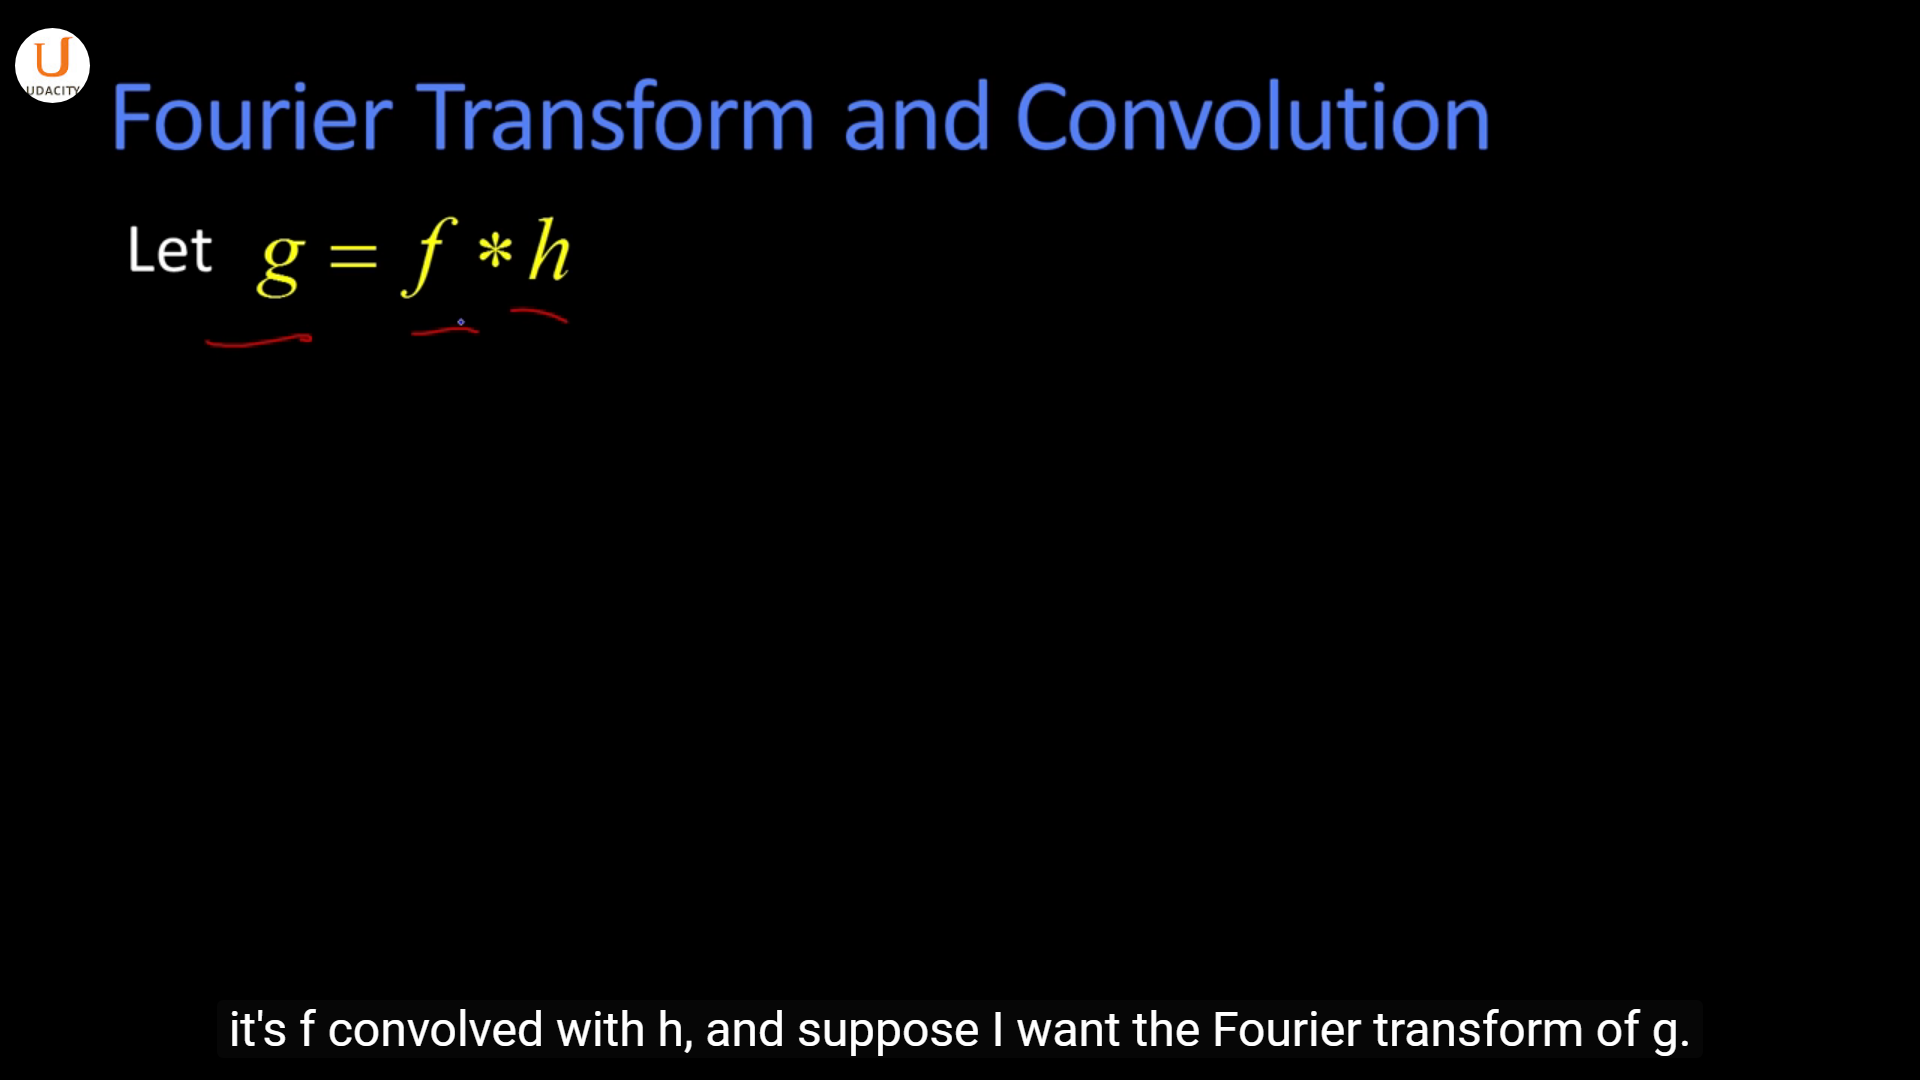 U
UDACITY
Fourier Transform and Convolution
Let g = f * h
it's f convolved with h, and suppose I want the Fourier transform of g.